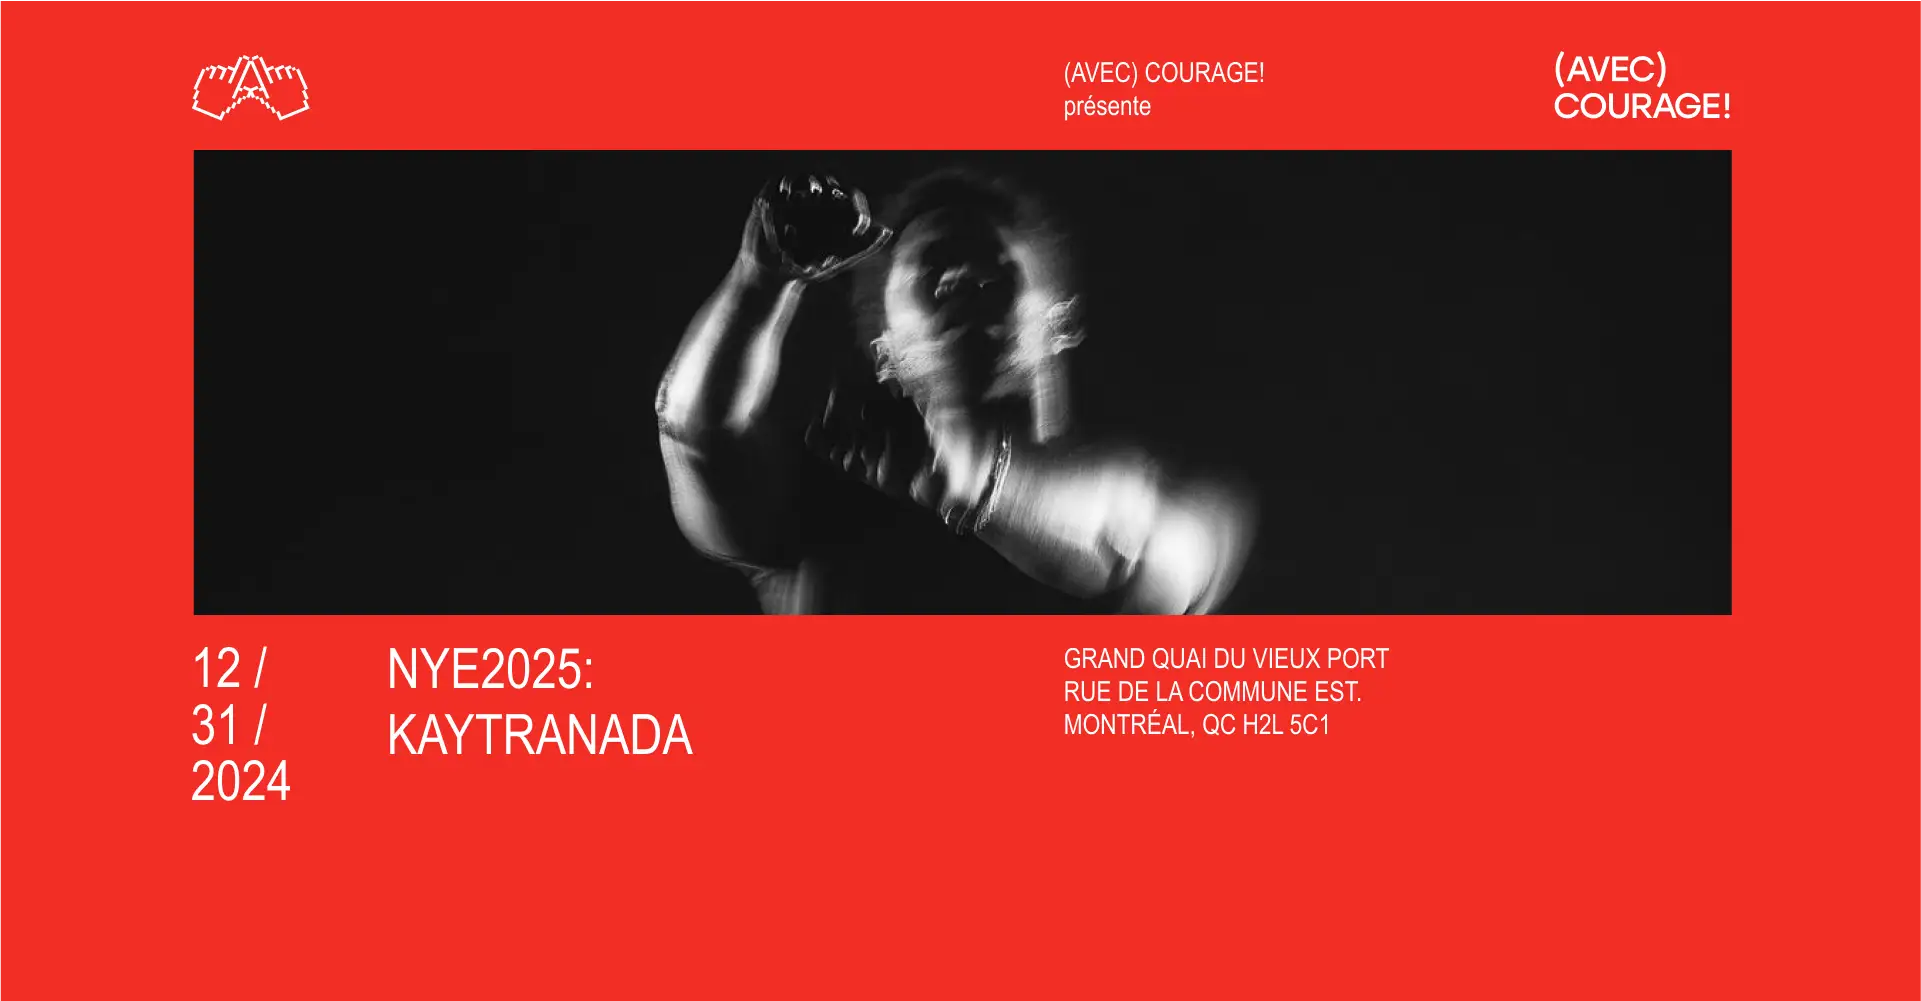 (AVEC) COURAGE!
présente
(AVEC)
COURAGE!
12 /
31 /
2024
NYE2025:
KAYTRANADA
GRAND QUAI DU VIEUX PORT
RUE DE LA COMMUNE EST.
MONTRÉAL, QC H2L 5C1